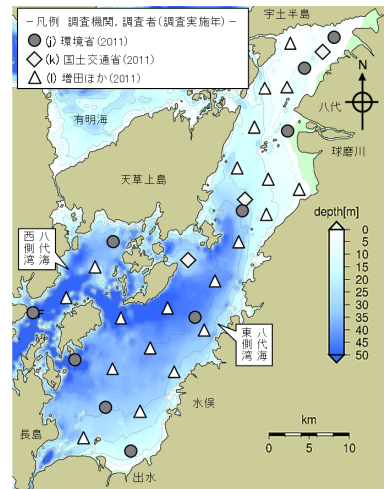 －凡例 調査機関, 調査者(調査実施年)－
(j) 環境省(2011)
(k) 国土交通省(2011)
(l) 増田ほか(2011)
宇土半島
N
八代
球磨川
有明海
天草上島
八代海
西側湾
depth[m]
0
5
10
15
20
25
30
35
40
45
50
八代海
東側湾
水俣
km
0 5 10
長島
出水